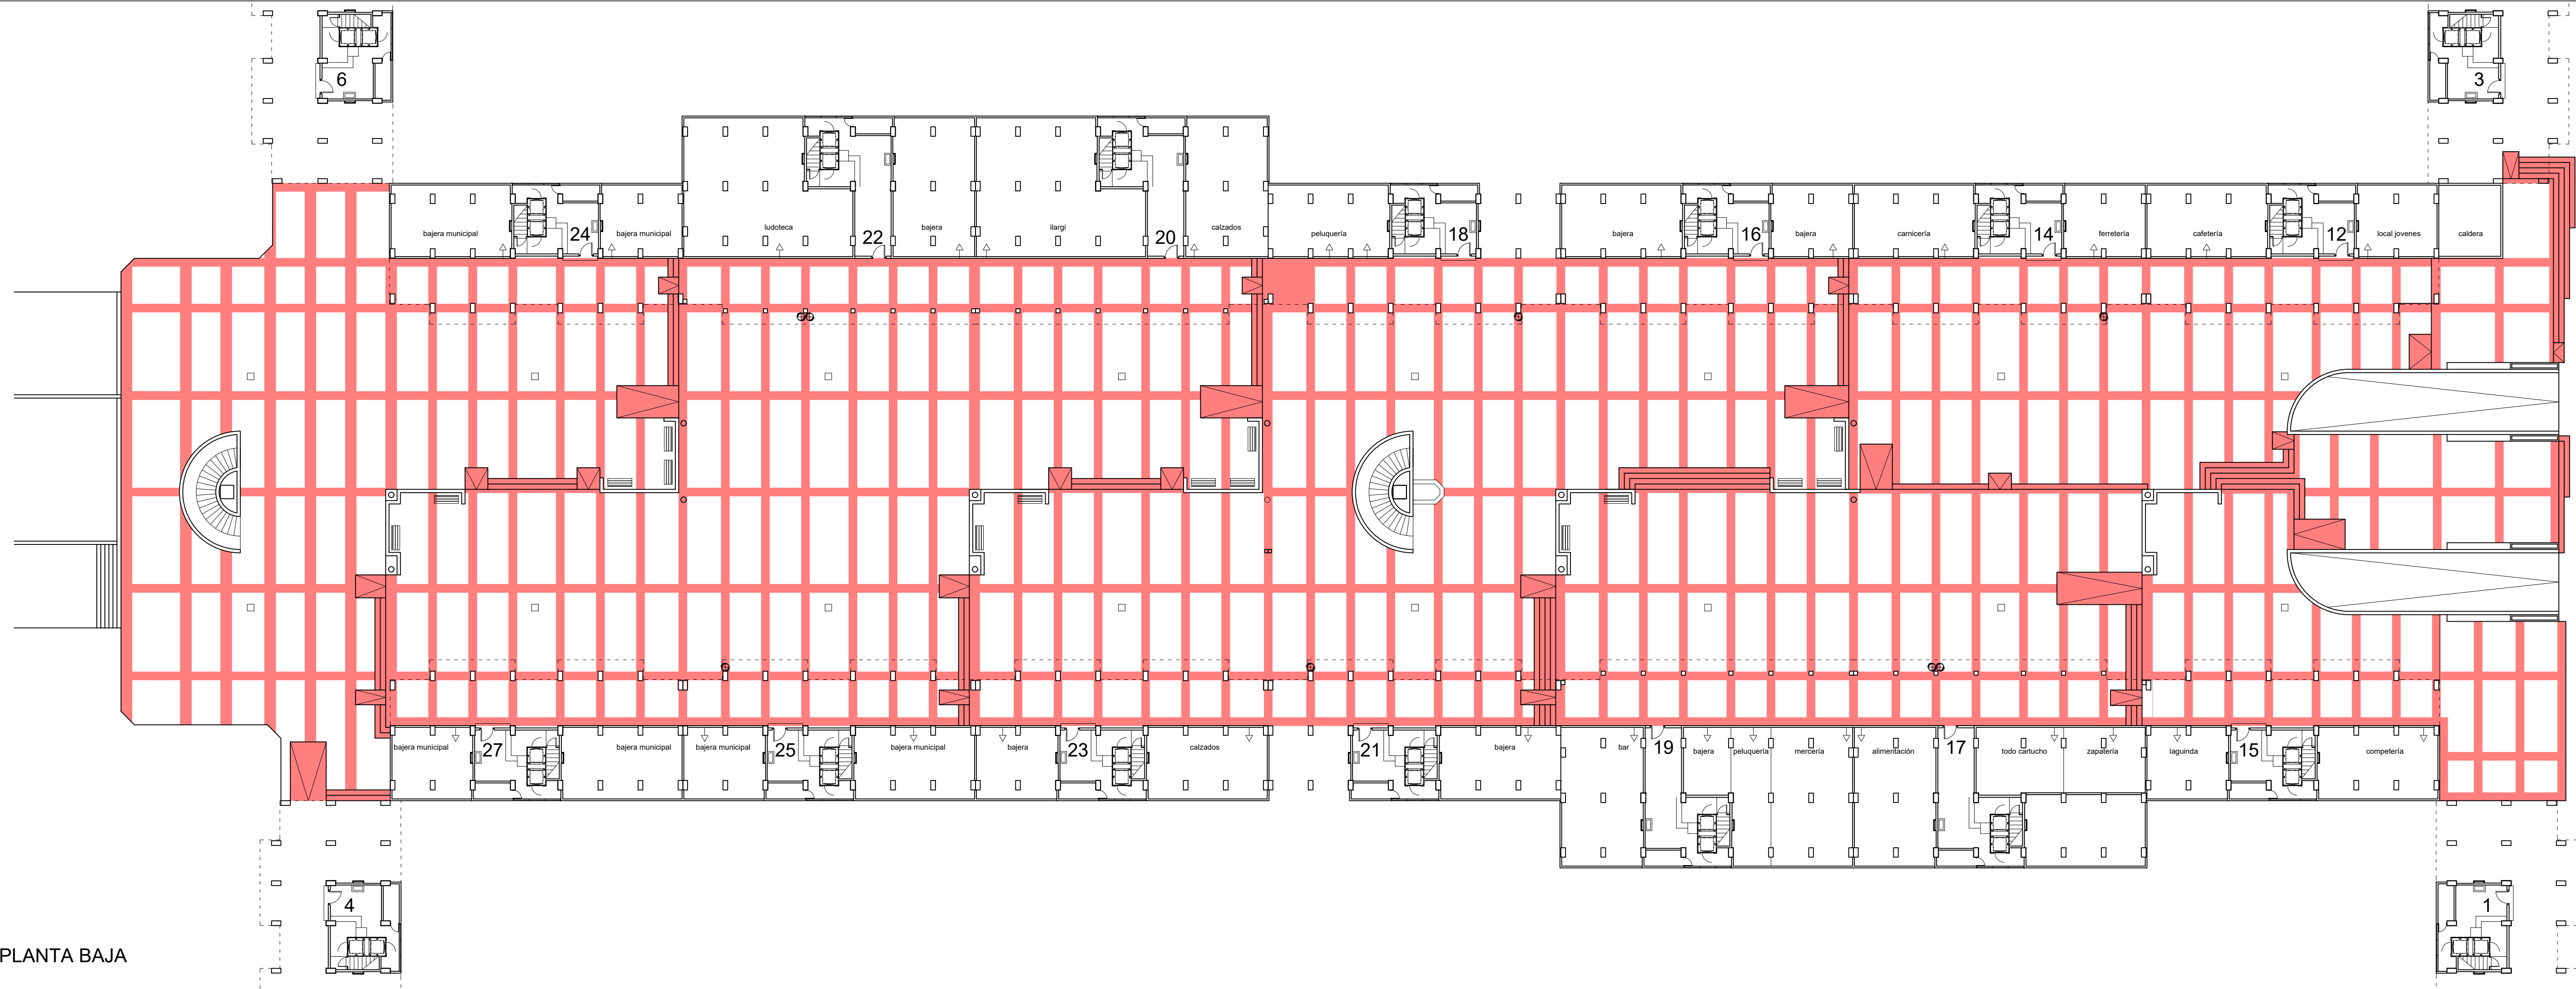 6
3
bajera municipal
24
bajera municipal
ludoteca
22
bajera
ilargi
20
calzados
peluquería
18
bajera
16
bajera
carnicería
14
ferretería
cafetería
12
local jovenes
caldera
bajera municipal
27
bajera municipal
bajera municipal
25
bajera municipal
bajera
23
calzados
21
bajera
bar
19
bajera
peluquería
mercería
alimentación
17
todo cartucho
zapatería
laguinda
15
competería
4
1
PLANTA BAJA